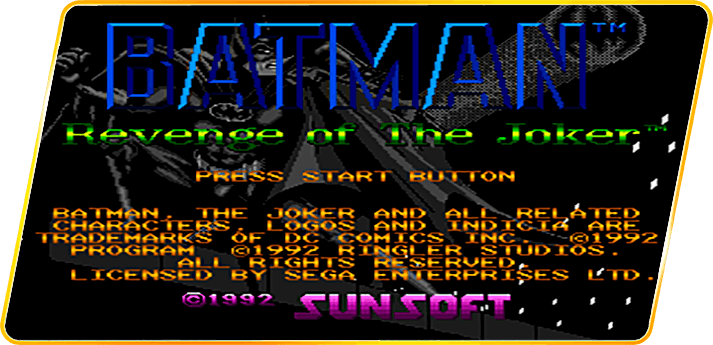 BATMAN™
Revenge of The Joker™
PRESS START BUTTON
BATMAN, THE JOKER AND ALL RELATED
CHARACTERS, LOGOS AND INDICIA ARE
TRADEMARKS OF DC COMICS INC. ©1992
PROGRAM ©1992 RINGLER STUDIOS.
ALL RIGHTS RESERVED.
LICENSED BY SEGA ENTERPRISES LTD.
©1992 SUNSOFT